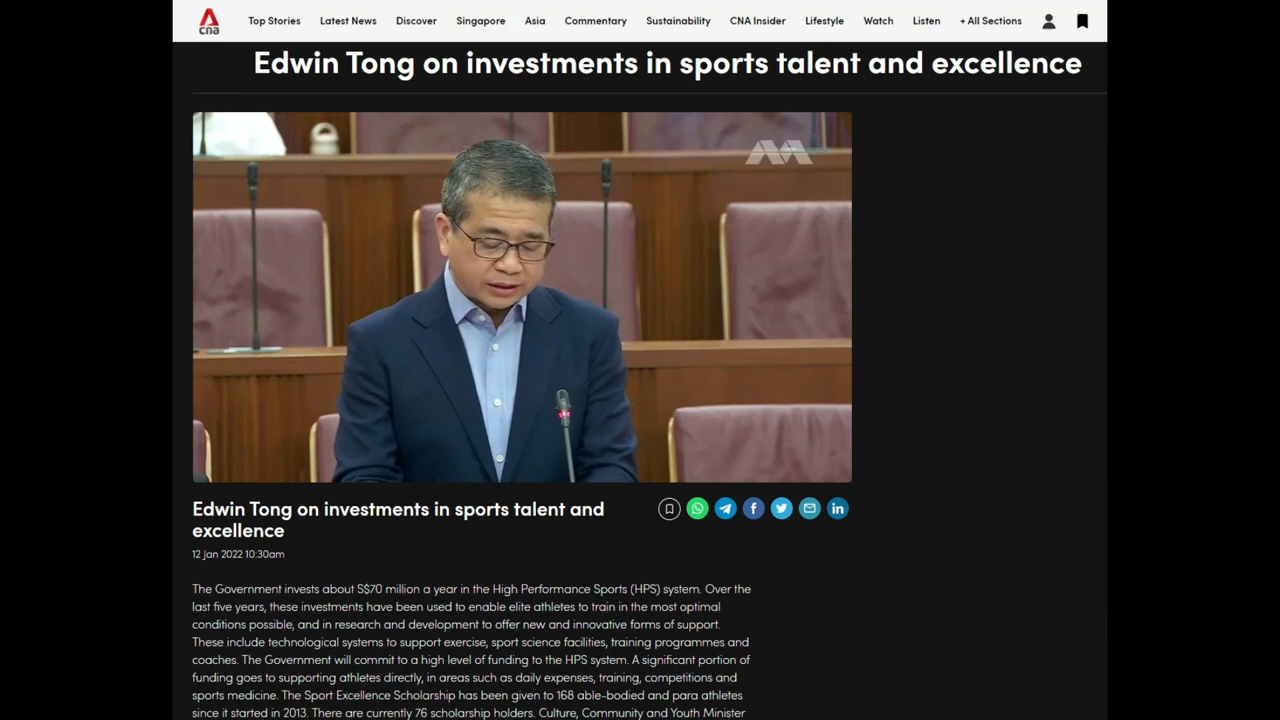 cna
Top Stories Latest News Discover Singapore Asia Commentary Sustainability CNA Insider Lifestyle Watch Listen + All Sections
Edwin Tong on investments in sports talent and excellence
Edwin Tong on investments in sports talent and
excellence
12 Jan 2022 10:30am
The Government invests about S$70 million a year in the High Performance Sports (HPS) system. Over the
last five years, these investments have been used to enable elite athletes to train in the most optimal
conditions possible, and in research and development to offer new and innovative forms of support.
These include technological systems to support exercise, sport science facilities, training programmes and
coaches. The Government will commit to a high level of funding to the HPS system. A significant portion of
funding goes to supporting athletes directly, in areas such as daily expenses, training, competitions and
sports medicine. The Sport Excellence Scholarship has been given to 168 able-bodied and para athletes
since it started in 2013. There are currently 76 scholarship holders. Culture, Community and Youth Minister